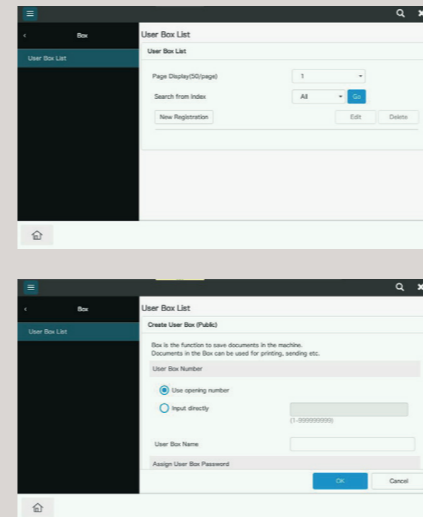 Box
User Box List
User Box List
User Box List
Page Display(50/page)
1
Search from Index
All
Go
New Registration
Edit
Delete
Box
User Box List
User Box List
Create User Box (Public)
Box is the function to save documents in the machine.
Documents in the Box can be used for printing, sending etc.
User Box Number
Use opening number
Input directly
(1-999999999)
User Box Name
Assign User Box Password
OK
Cancel